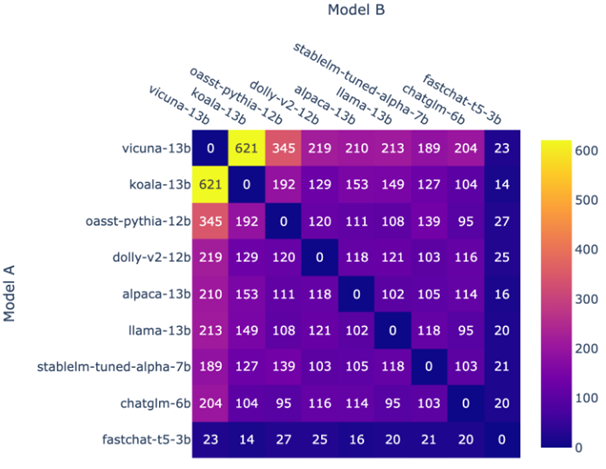 Model B
vicuna-13b
koala-13b
oasst-pythia-12b
dolly-v2-12b
alpaca-13b
llama-13b
stablelm-tuned-alpha-7b
chatglm-6b
fastchat-t5-3b
Model A
vicuna-13b 0 621 345 219 210 213 189 204 23
koala-13b 621 0 192 129 153 149 127 104 14
oasst-pythia-12b 345 192 0 120 111 108 139 95 27
dolly-v2-12b 219 129 120 0 118 121 103 116 25
alpaca-13b 210 153 111 118 0 102 105 114 16
llama-13b 213 149 108 121 102 0 118 95 20
stablelm-tuned-alpha-7b 189 127 139 103 105 118 0 103 21
chatglm-6b 204 104 95 116 114 95 103 0 20
fastchat-t5-3b 23 14 27 25 16 20 21 20 0
600
500
400
300
200
100
0